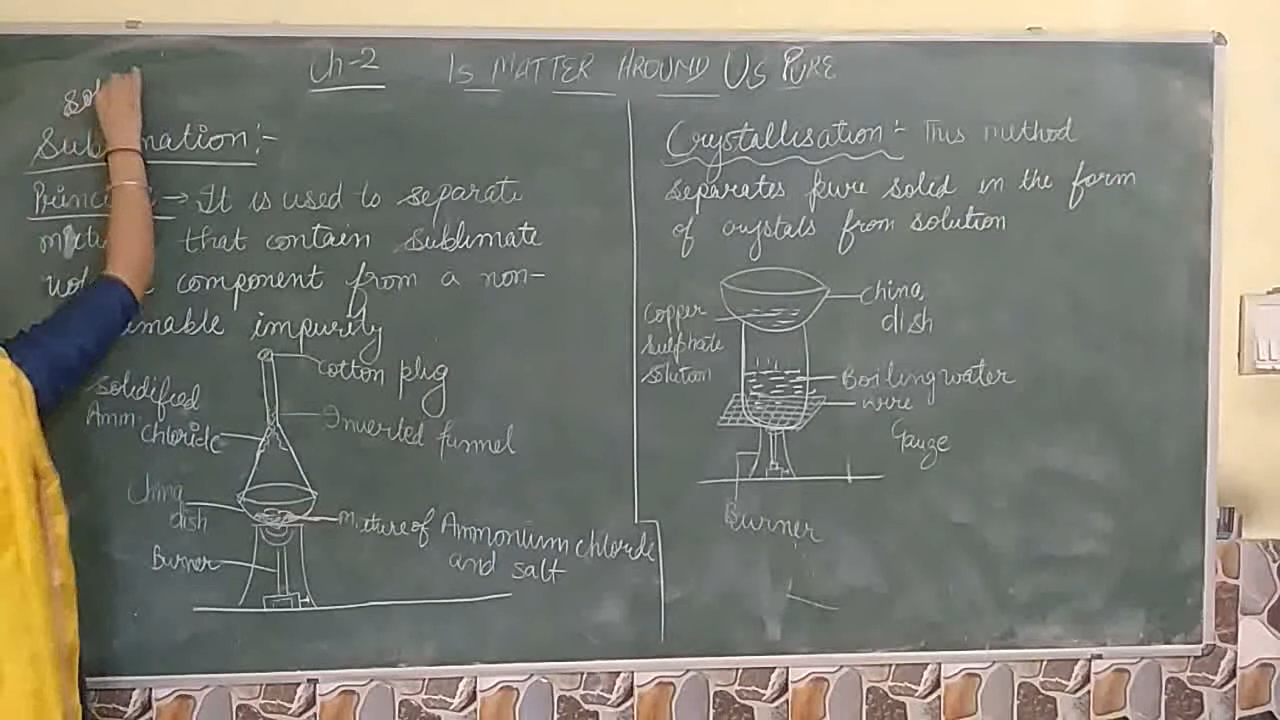 Ch-2 IS MATTER AROUND US PURE
Sublimation :-
→ It is used to separate
that contain sublimate
component from a non-
impurity
Cotton plug
Solidified
Amm
chloride
Inverted funnel
China
dish
Mixture of Ammonium chloride
and salt
Burner
Crystallisation :- This method
separates pure solid in the form
of crystals from solution
China
dish
Copper
sulphate
solution
Boiling water
wire
Gauze
Burner